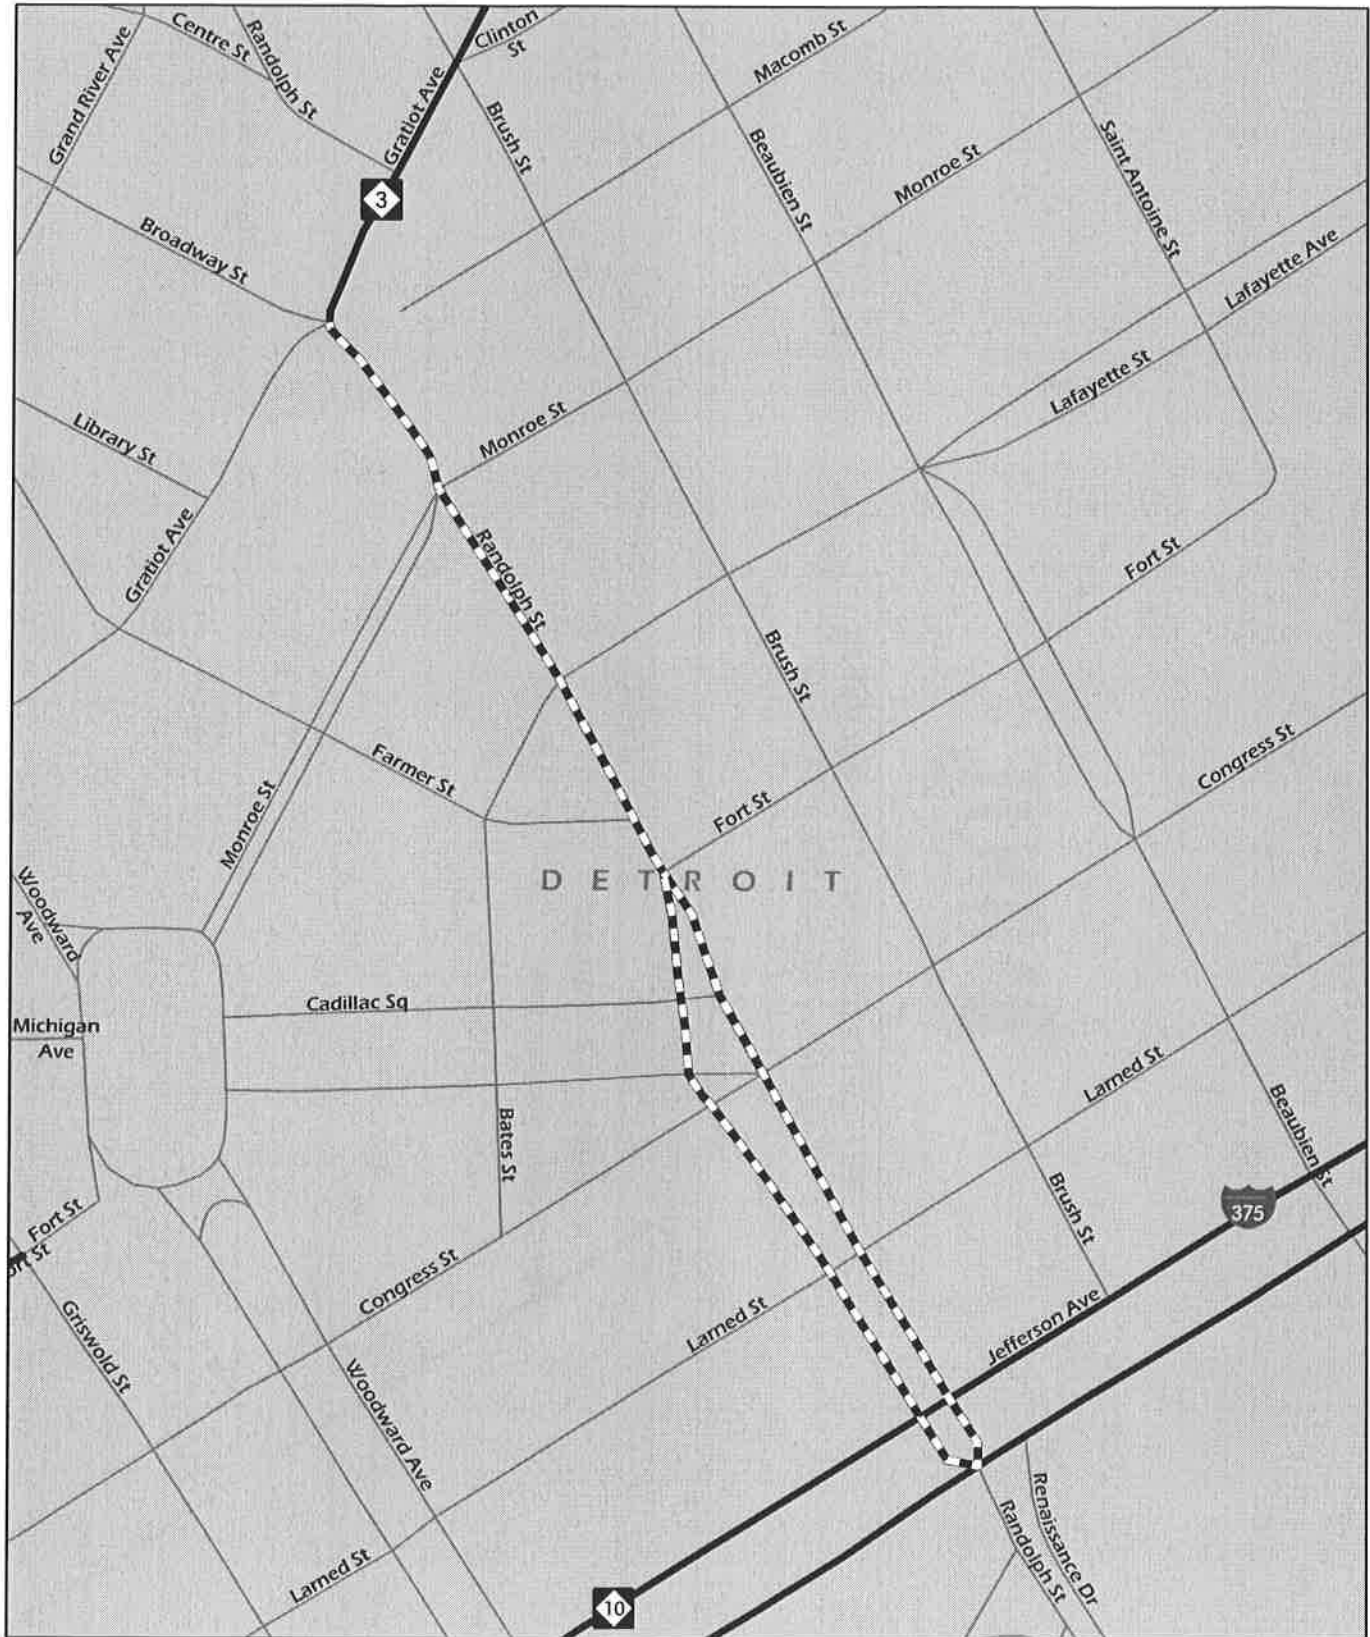 Centre St
Randolph St
Clinton
St
Macomb St
Grand River Ave
Gratiot Ave
Brush St
Beaubien St
Saint Antoine St
Monroe St
3
Broadway St
Lafayette Ave
Lafayette St
Library St
Monroe St
Gratiot Ave
Randolph St
Fort St
Brush St
Farmer St
Monroe St
Congress St
Fort St
DETROIT
Woodward
Ave
Cadillac Sq
Michigan
Ave
Larned St
Bates St
Beaubien St
Brush St
375
Fort St
ort St
Congress St
Griswold St
Larned St
Jefferson Ave
Woodward Ave
Renaissance Dr
Randolph St
Larned St
10